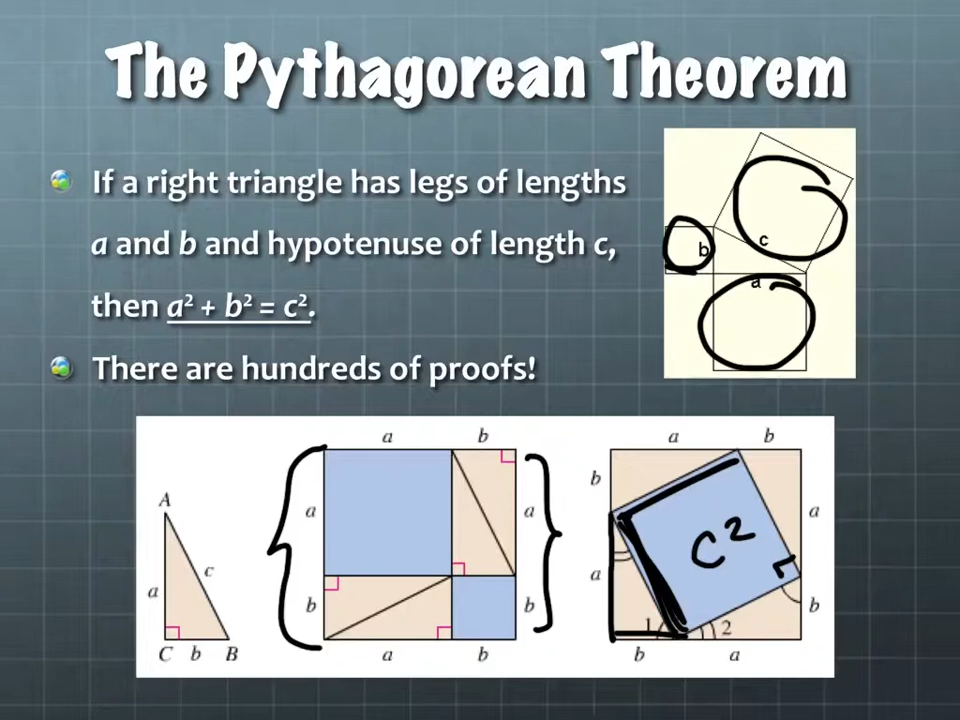 The Pythagorean Theorem
If a right triangle has legs of lengths
a and b and hypotenuse of length c,
then a² + b² = c².
There are hundreds of proofs!
b
c
a
A
a
c
C b B
a b
a
b
a
b
a b
a b
b
a
a
b
C²
1
2
b a